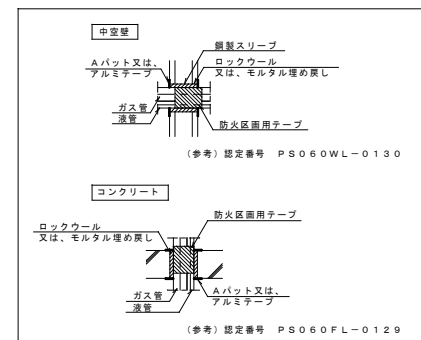 中空壁
鋼製スリーブ
Aパット又は、
アルミテープ
ロックウール
又は、モルタル埋め戻し
ガス管
液管
防火区画用テープ
(参考)認定番号 PS060WL-0130
コンクリート
防火区画用テープ
ロックウール
又は、モルタル埋め戻し
ガス管
液管
Aパット又は、
アルミテープ
(参考)認定番号 PS060FL-0129